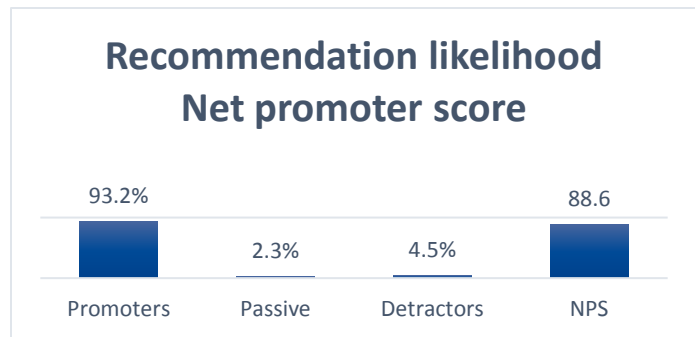 Recommendation likelihood
Net promoter score
93.2%
2.3%
4.5%
88.6
Promoters
Passive
Detractors
NPS